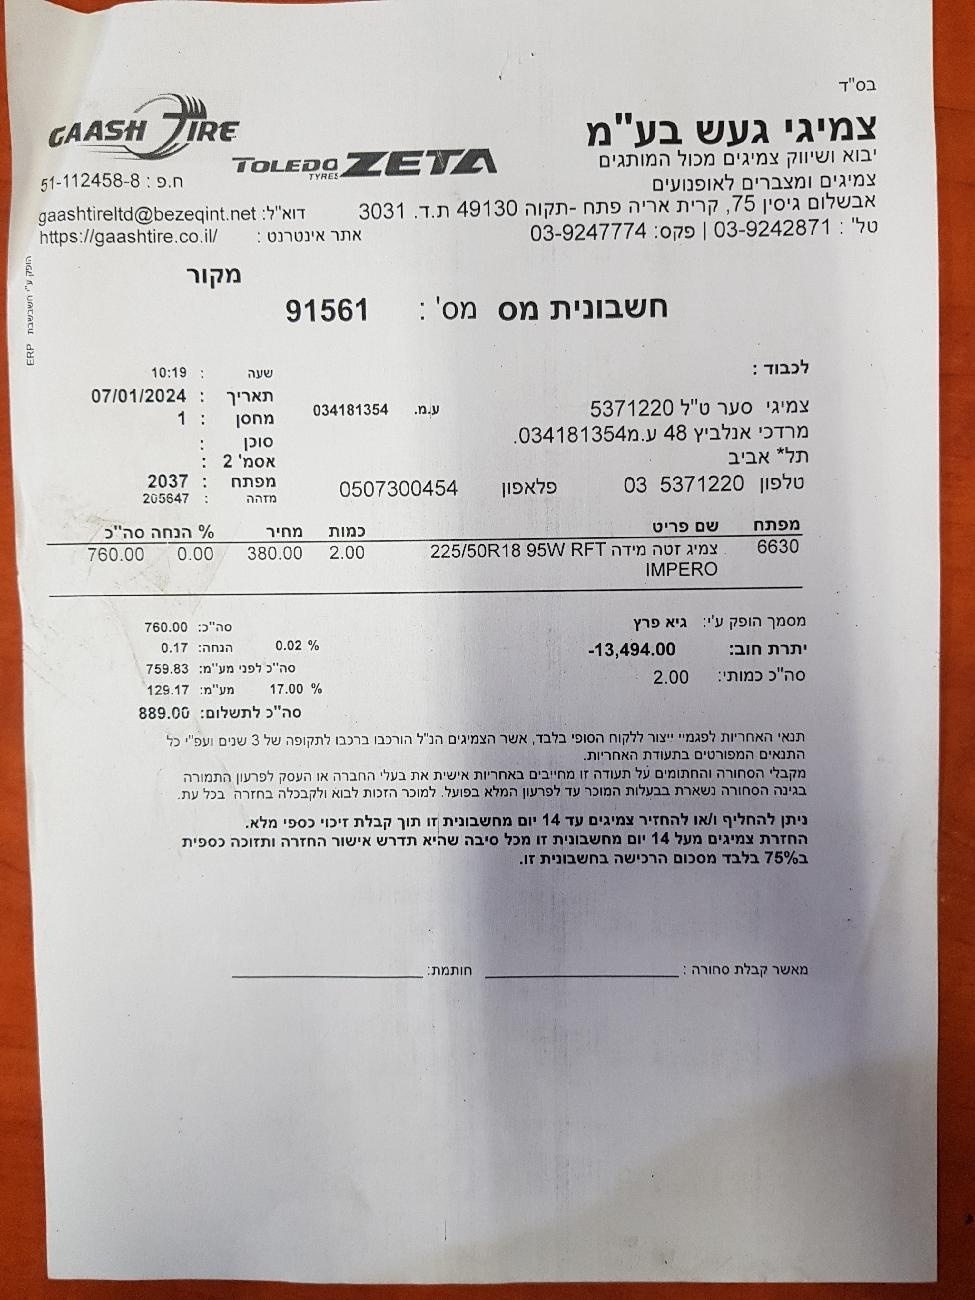 בס"ד
GAASH TIRE
צמיגי געש בע"מ
TOLEDO TYRES ZETA
יבוא ושיווק צמיגים מכול המותגים
ח.פ : 51-112458-8
צמיגים ומצברים לאופנועים
אבשלום גיסין 75, קרית אריה פתח -תקוה 49130 ת.ד. 3031 דוא"ל: gaashtireltd@bezeqint.net
טל' : 03-9242871 | פקס: 03-9247774 אתר אינטרנט : https://gaashtire.co.il/
הופק ע"י חשבשבת ERP
מקור
חשבונית מס מס' : 91561
לכבוד :
שעה : 10:19
תאריך : 07/01/2024
צמיגי סער ט"ל 5371220 ע.מ. 034181354
מחסן : 1
מרדכי אנלביץ 48 ע.מ034181354.
סוכן :
תל* אביב
אסמ' 2 :
טלפון 03 5371220 פלאפון 0507300454
מפתח : 2037
מזהה : 205647
מפתח שם פריט כמות מחיר % הנחה סה"כ
6630 צמיג זטה מידה 225/50R18 95W RFT 2.00 380.00 0.00 760.00
IMPERO
מסמך הופק ע'י: גיא פרץ
סה"כ: 760.00
יתרת חוב: -13,494.00
% 0.02 הנחה: 0.17
סה"כ לפני מע"מ: 759.83
סה"כ כמותי: 2.00
% 17.00 מע"מ: 129.17
סה"כ לתשלום: 889.00
תנאי האחריות לפגמיי ייצור ללקוח הסופי בלבד, אשר הצמיגים הנ"ל הורכבו ברכבו לתקופה של 3 שנים ועפ"י כל
התנאים המפורטים בתעודת האחריות.
מקבלי הסחורה והחתומים על תעודה זו מחייבים באחריות אישית את בעלי החברה או העסק לפרעון התמורה
בגינה הסחורה נשארת בבעלות המוכר עד לפרעון המלא בפועל. למוכר הזכות לבוא ולקבלכה בחזרה בכל עת.
ניתן להחליף ו/או להחזיר צמיגים עד 14 יום מחשבונית זו תוך קבלת זיכוי כספי מלא.
החזרת צמיגים מעל 14 יום מחשבונית זו מכל סיבה שהיא תדרש אישור החזרה ותזוכה כספית
ב75% בלבד מסכום הרכישה בחשבונית זו.
מאשר קבלת סחורה : חותמת: